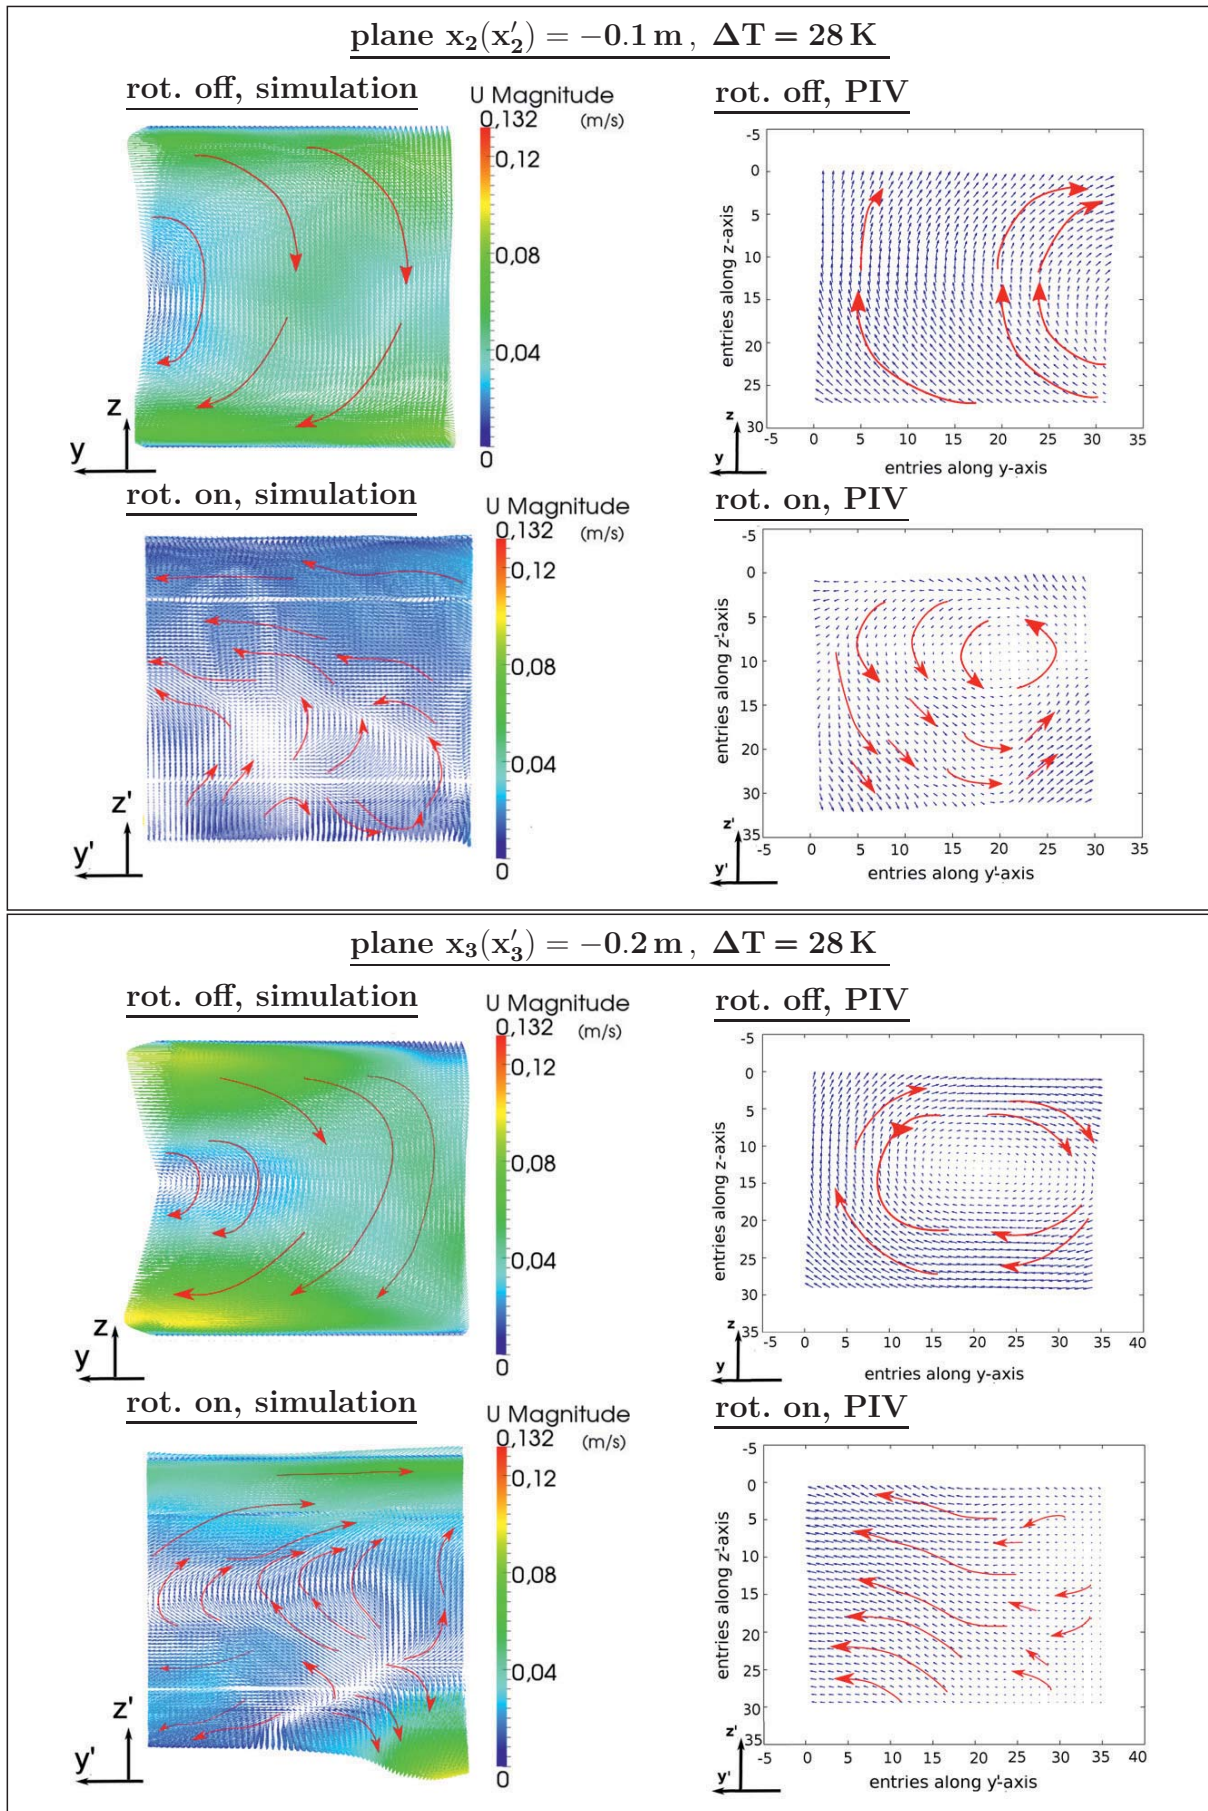 plane x₂(x′₂) = −0.1 m , ΔT = 28 K
rot. off, simulation
U Magnitude
0,132 (m/s)
0,12
0,08
0,04
0
z
y
rot. off, PIV
-5
0
5
10
15
20
25
30
-5 0 5 10 15 20 25 30 35
entries along z-axis
entries along y-axis
z
y
rot. on, simulation
U Magnitude
0,132 (m/s)
0,12
0,08
0,04
0
z'
y'
rot. on, PIV
-5
0
5
10
15
20
25
30
35
-5 0 5 10 15 20 25 30 35
entries along z'-axis
entries along y'-axis
z'
y'
plane x₃(x′₃) = −0.2 m , ΔT = 28 K
rot. off, simulation
U Magnitude
0,132 (m/s)
0,12
0,08
0,04
0
z
y
rot. off, PIV
-5
0
5
10
15
20
25
30
35
-5 0 5 10 15 20 25 30 35 40
entries along z-axis
entries along y-axis
z
y
rot. on, simulation
U Magnitude
0,132 (m/s)
0,12
0,08
0,04
0
z'
y'
rot. on, PIV
-5
0
5
10
15
20
25
30
35
-5 0 5 10 15 20 25 30 35 40
entries along z'-axis
entries along y'-axis
z'
y'